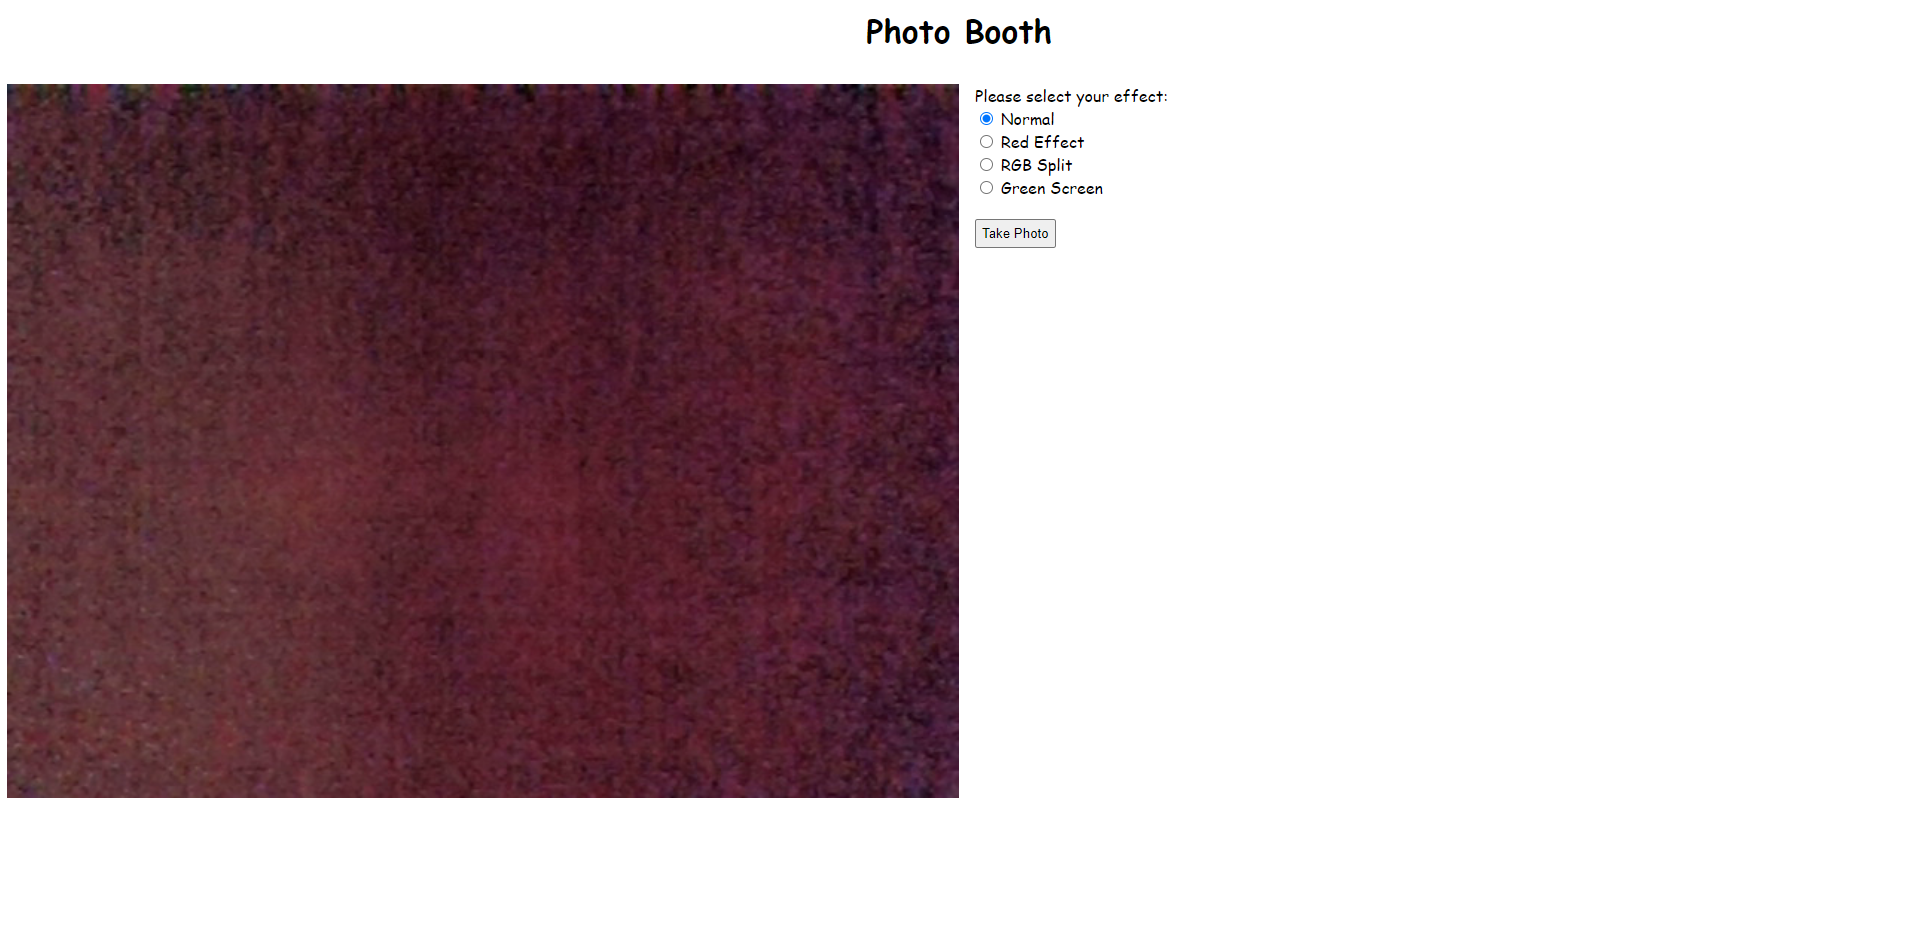 Photo Booth
Please select your effect:
Normal
Red Effect
RGB Split
Green Screen
Take Photo